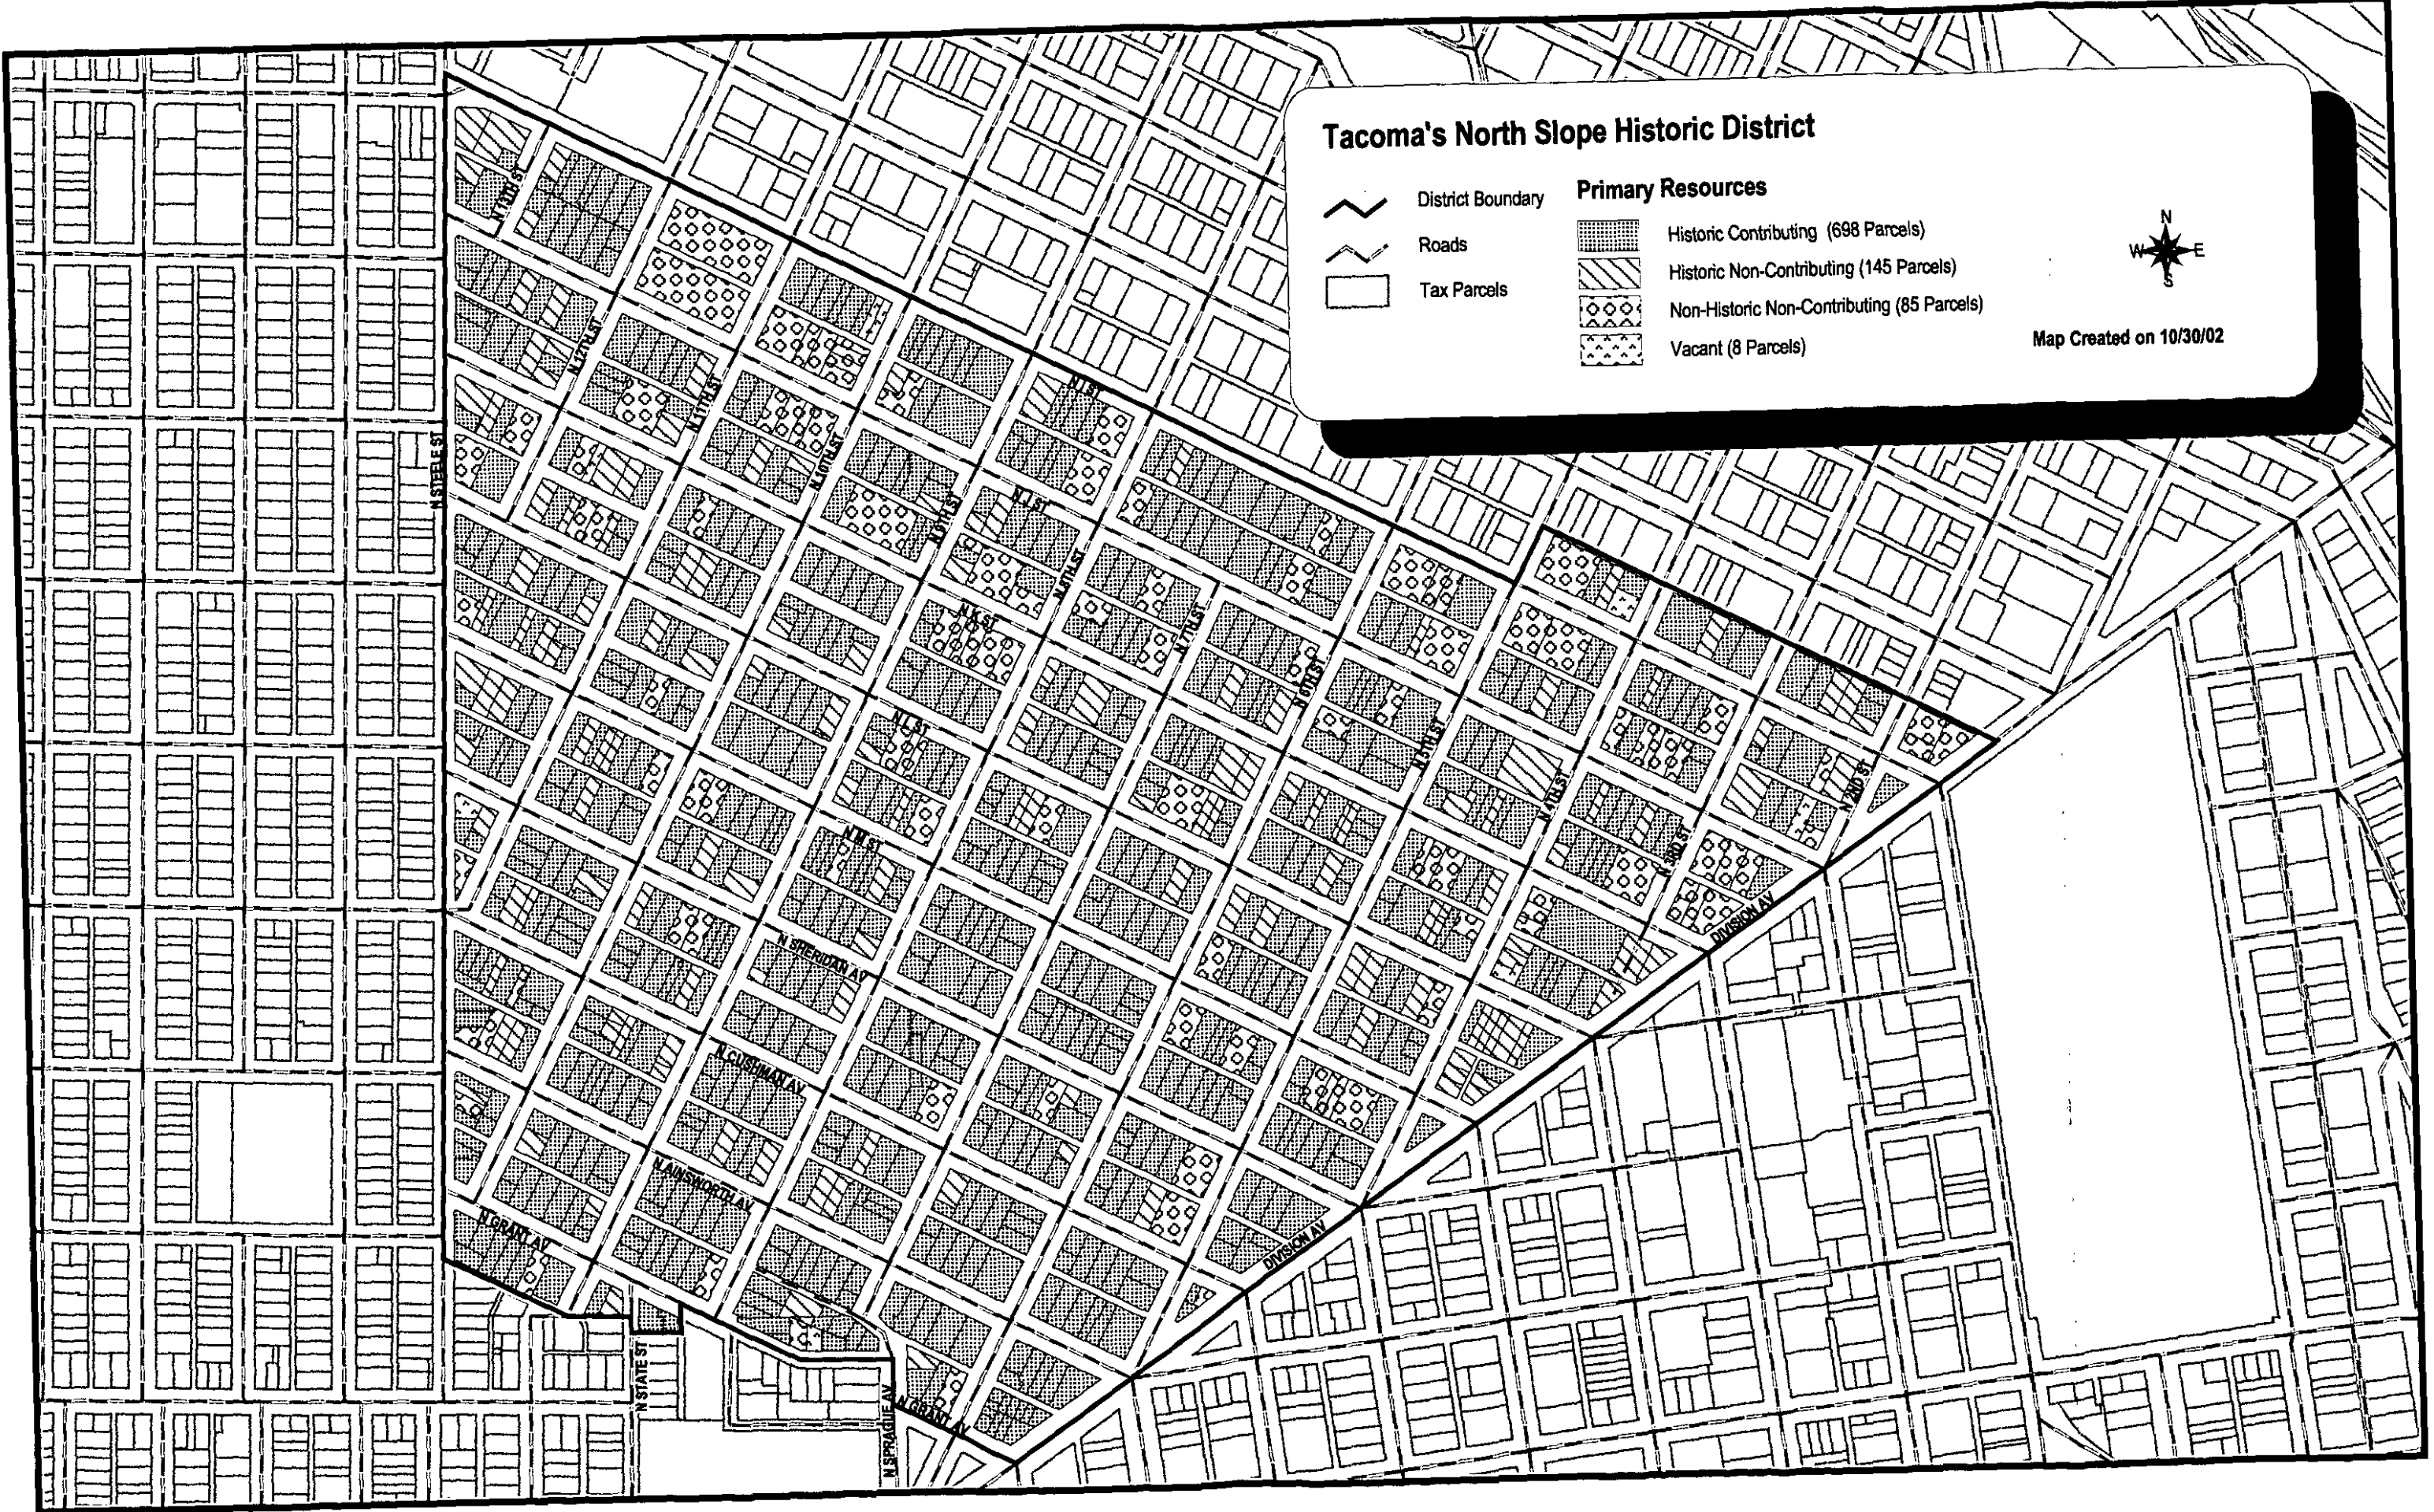 Tacoma's North Slope Historic District
District Boundary
Roads
Tax Parcels
Primary Resources
Historic Contributing (698 Parcels)
Historic Non-Contributing (145 Parcels)
Non-Historic Non-Contributing (85 Parcels)
Vacant (8 Parcels)
N
W E
S
Map Created on 10/30/02
N 13TH ST
N 12TH ST
N 11TH ST
N 10TH ST
N 9TH ST
N 8TH ST
N 7TH ST
N 6TH ST
N 5TH ST
N 4TH ST
N 3RD ST
N 2ND ST
N I ST
N J ST
N K ST
N L ST
N M ST
N STEELE ST
N SHERIDAN AV
N CUSHMAN AV
N AINSWORTH AV
N GRANT AV
DIVISION AV
DIVISION AV
N STATE ST
N SPRAGUE AV
N GRANT AV